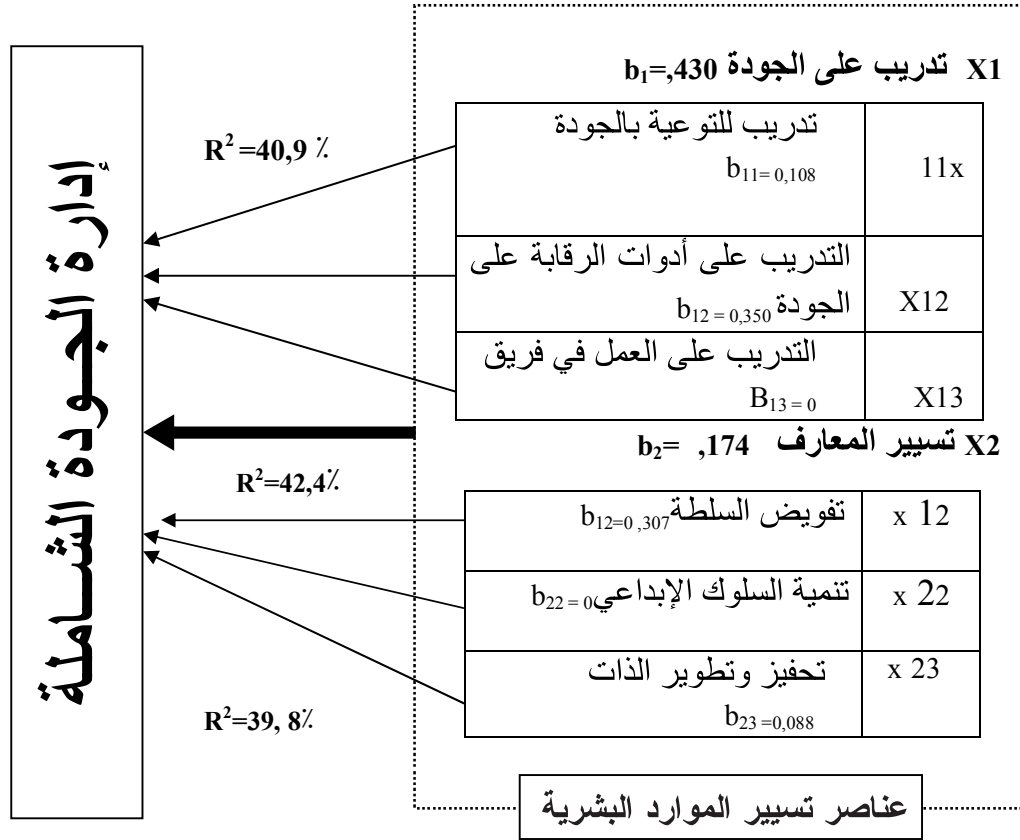 إدارة الجـودة الشـاملة
X1 تدريب على الجودة b₁=,430
R² =40,9 ٪
تدريب للتوعية بالجودة
b₁₁₌ ₀,₁₀₈
11x
التدريب على أدوات الرقابة على
الجودة b₁₂ ₌ ₀,₃₅₀
X12
التدريب على العمل في فريق
B₁₃ ₌ ₀
X13
X2 تسيير المعارف b₂= ,174
R²=42,4٪
تفويض السلطة b₁₂₌₀ ,₃₀₇
x 12
تنمية السلوك الإبداعي b₂₂ ₌ ₀
x 22
تحفيز وتطوير الذات
b₂₃ ₌₀,₀₈₈
x 23
R²=39, 8٪
عناصر تسيير الموارد البشرية